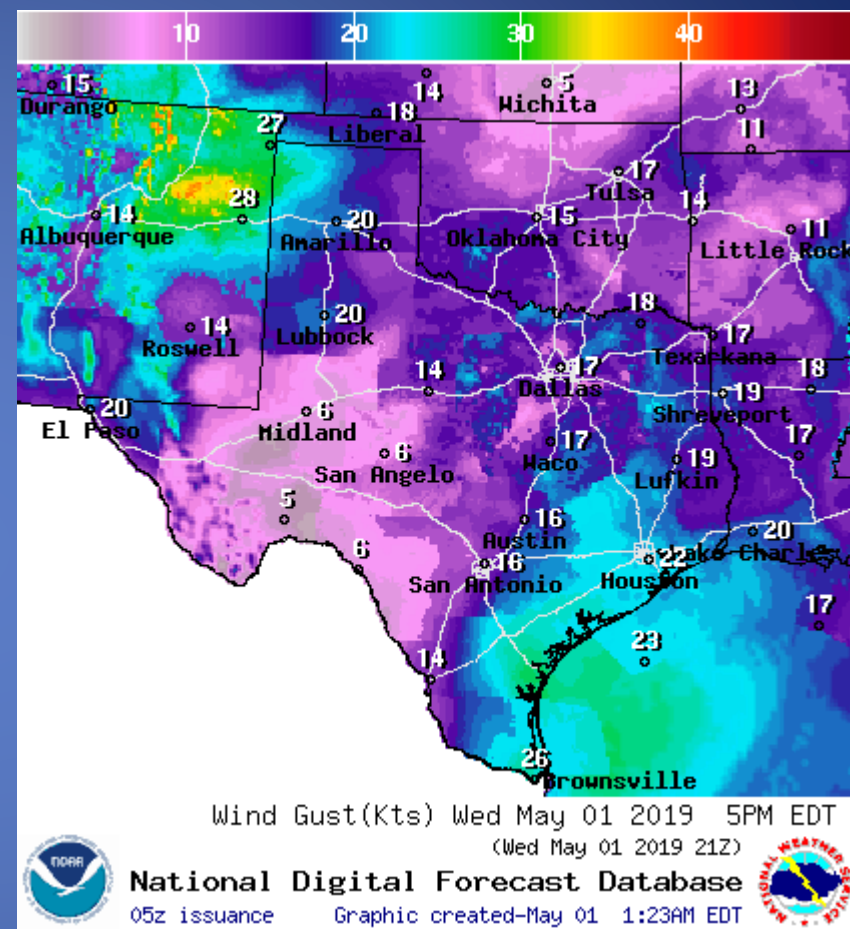 10 20 30 40
15 Durango
14
5 Wichita
13
18 Liberal
11
27
17 Tulsa
28
14 Albuquerque
20 Amarillo
15 Oklahoma City
14
11 Little Rock
14 Roswell
20 Lubbock
18
17 Texarkana
17 Dallas
14
19 Shreveport
18
20 El Paso
6 Midland
6 San Angelo
17 Waco
19 Lufkin
17
5
16 Austin
20 Lake Charle
6
16 San Antonio
22 Houston
17
14
23
26 Brownsville
Wind Gust(Kts) Wed May 01 2019 5PM EDT
(Wed May 01 2019 21Z)
National Digital Forecast Database
05z issuance Graphic created-May 01 1:23AM EDT
NOAA
NATIONAL WEATHER SERVICE